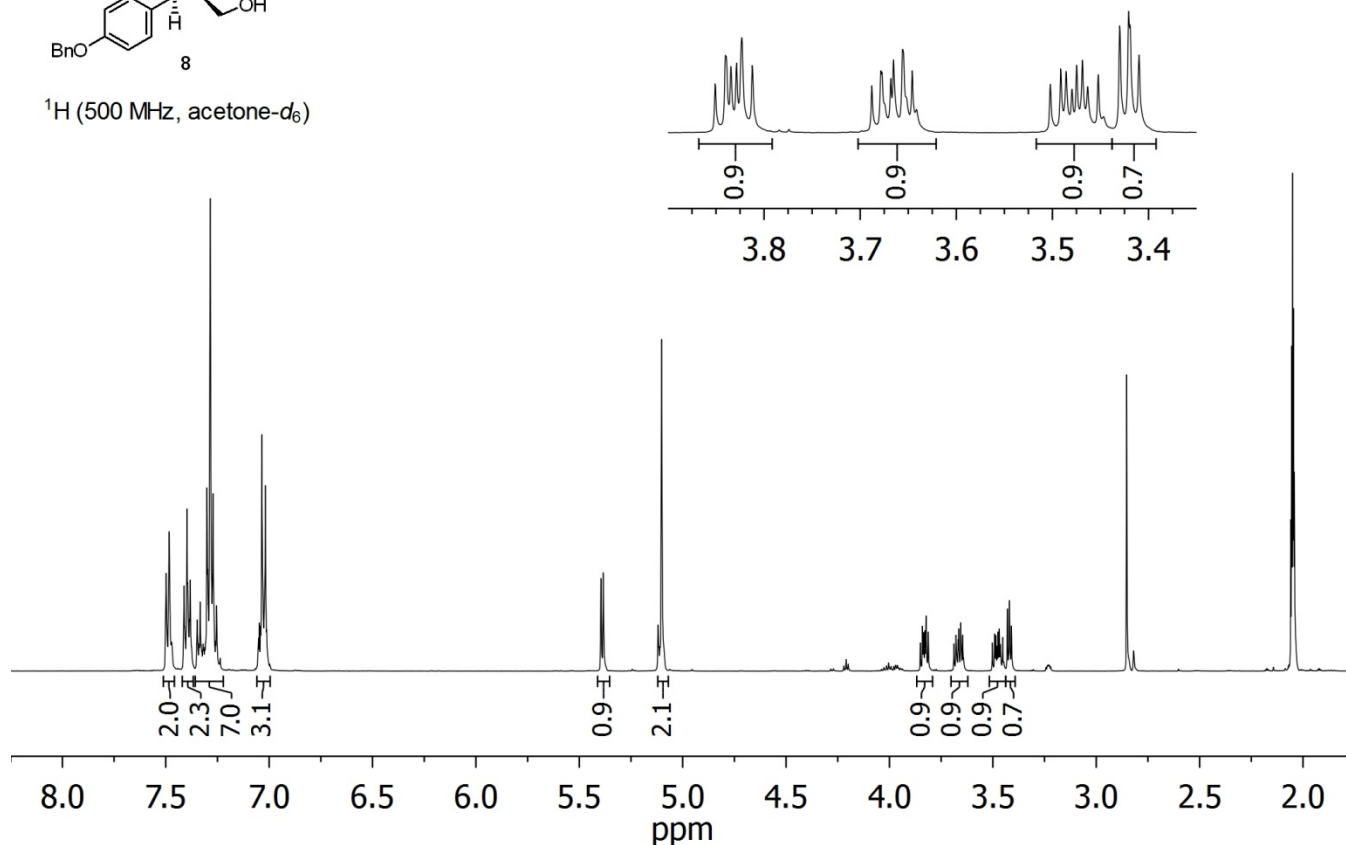 OH
H
BnO
8
¹H (500 MHz, acetone-d₆)
0.9 0.9 0.9 0.7
3.8 3.7 3.6 3.5 3.4
2.0 2.3 7.0 3.1 0.9 2.1 0.9 0.9 0.9 0.7
8.0 7.5 7.0 6.5 6.0 5.5 5.0 4.5 4.0 3.5 3.0 2.5 2.0
ppm